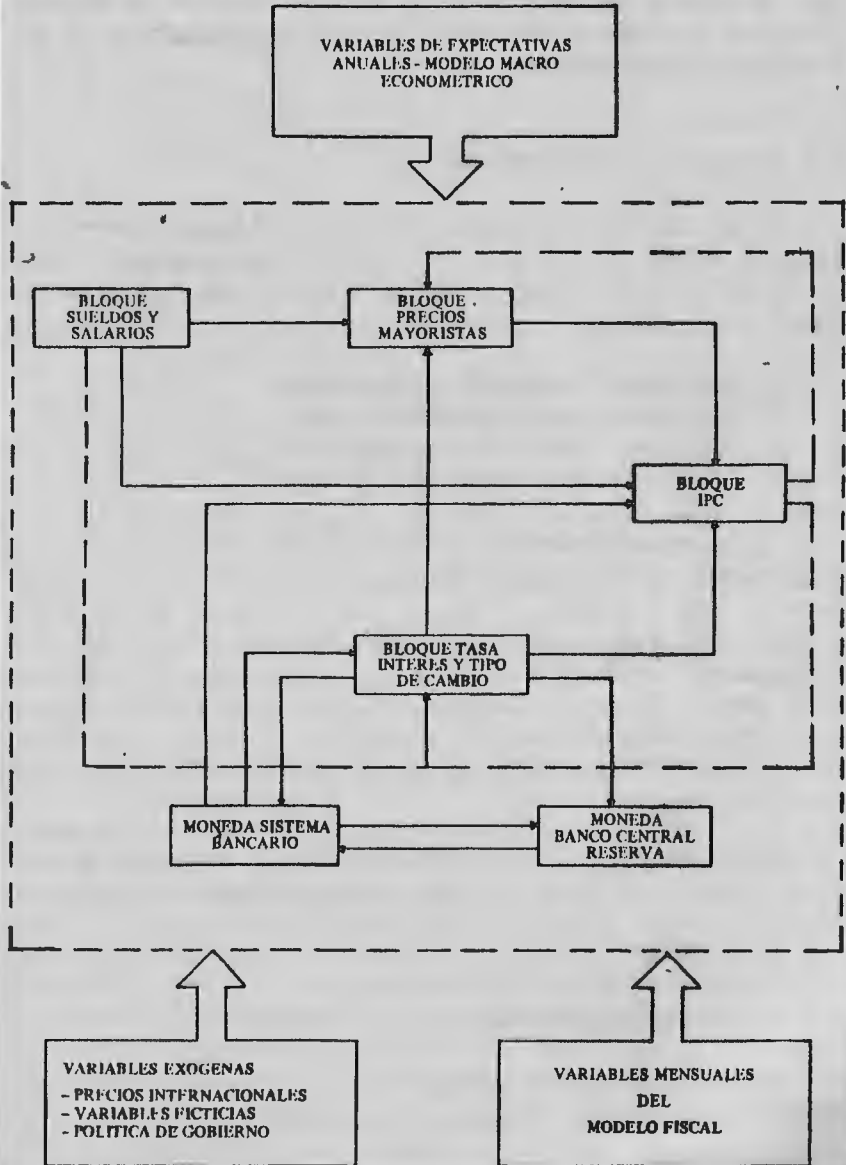 VARIABLES DE EXPECTATIVAS
ANUALES - MODELO MACRO
ECONOMETRICO
BLOQUE
SUELDOS Y
SALARIOS
BLOQUE
PRECIOS
MAYORISTAS
BLOQUE
IPC
BLOQUE TASA
INTERES Y TIPO
DE CAMBIO
MONEDA SISTEMA
BANCARIO
MONEDA
BANCO CENTRAL
RESERVA
VARIABLES EXOGENAS
- PRECIOS INTERNACIONALES
- VARIABLES FICTICIAS
- POLITICA DE GOBIERNO
VARIABLES MENSUALES
DEL
MODELO FISCAL